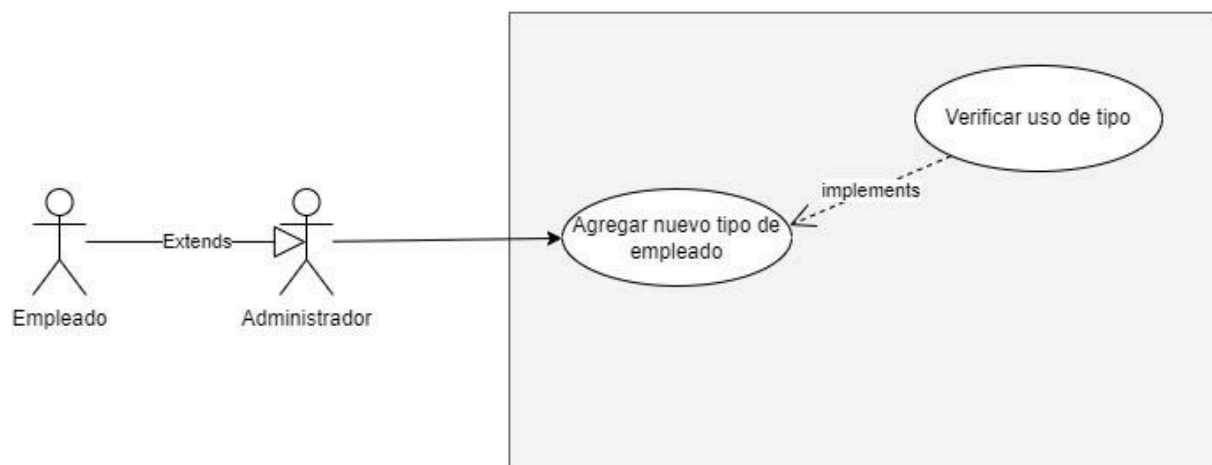 Verificar uso de tipo
implements
Agregar nuevo tipo de
empleado
Extends
Empleado
Administrador